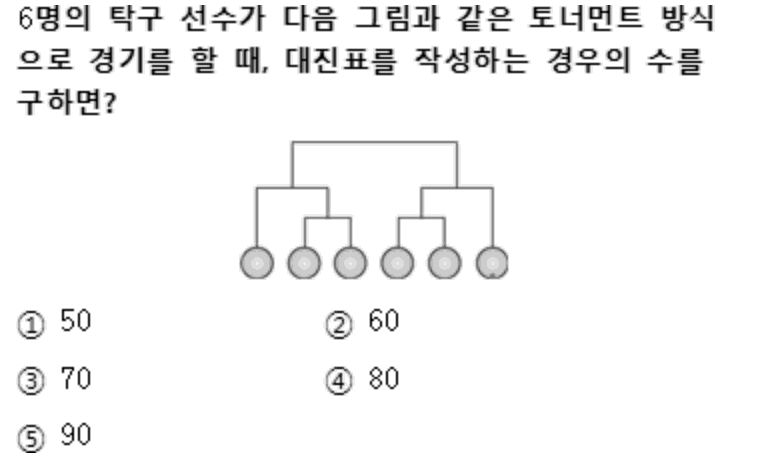 6명의 탁구 선수가 다음 그림과 같은 토너먼트 방식
으로 경기를 할 때, 대진표를 작성하는 경우의 수를
구하면?
① 50 ② 60
③ 70 ④ 80
⑤ 90